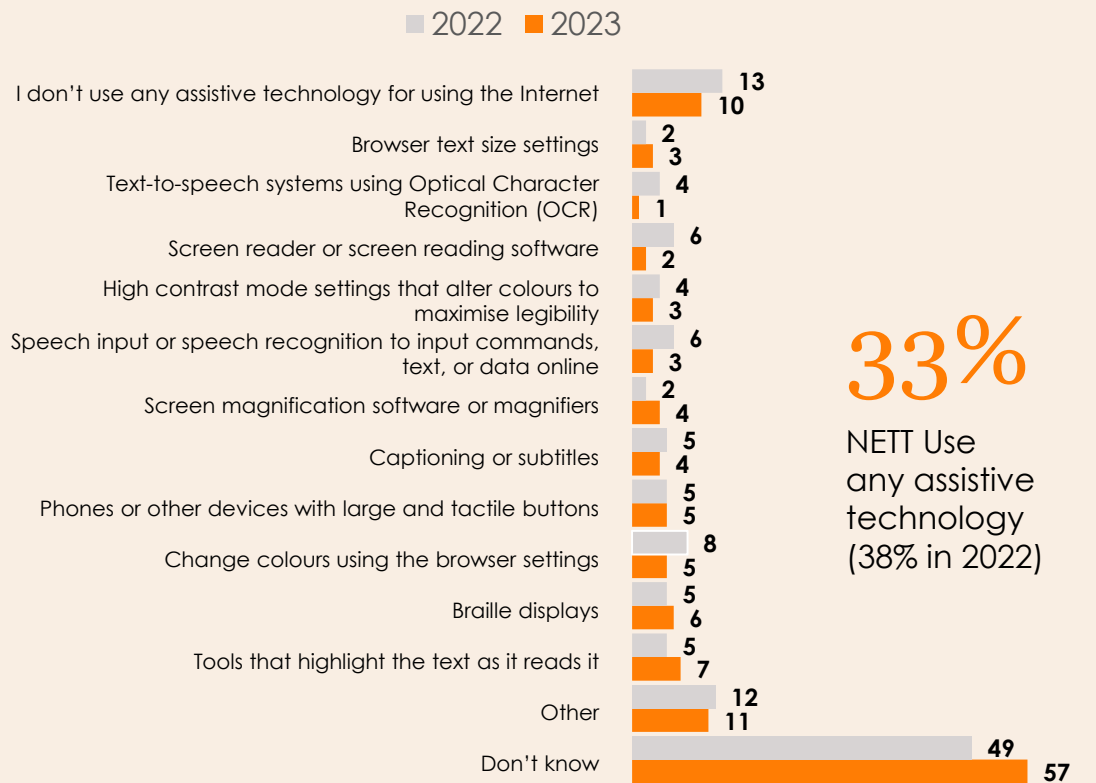 2022 2023
I don't use any assistive technology for using the Internet
13
10
Browser text size settings
2
3
Text-to-speech systems using Optical Character
Recognition (OCR)
4
1
Screen reader or screen reading software
6
2
High contrast mode settings that alter colours to
maximise legibility
4
3
Speech input or speech recognition to input commands,
text, or data online
6
3
Screen magnification software or magnifiers
2
4
Captioning or subtitles
5
4
Phones or other devices with large and tactile buttons
5
5
Change colours using the browser settings
8
5
Braille displays
5
6
Tools that highlight the text as it reads it
5
7
Other
12
11
Don't know
49
57
33%
NETT Use
any assistive
technology
(38% in 2022)